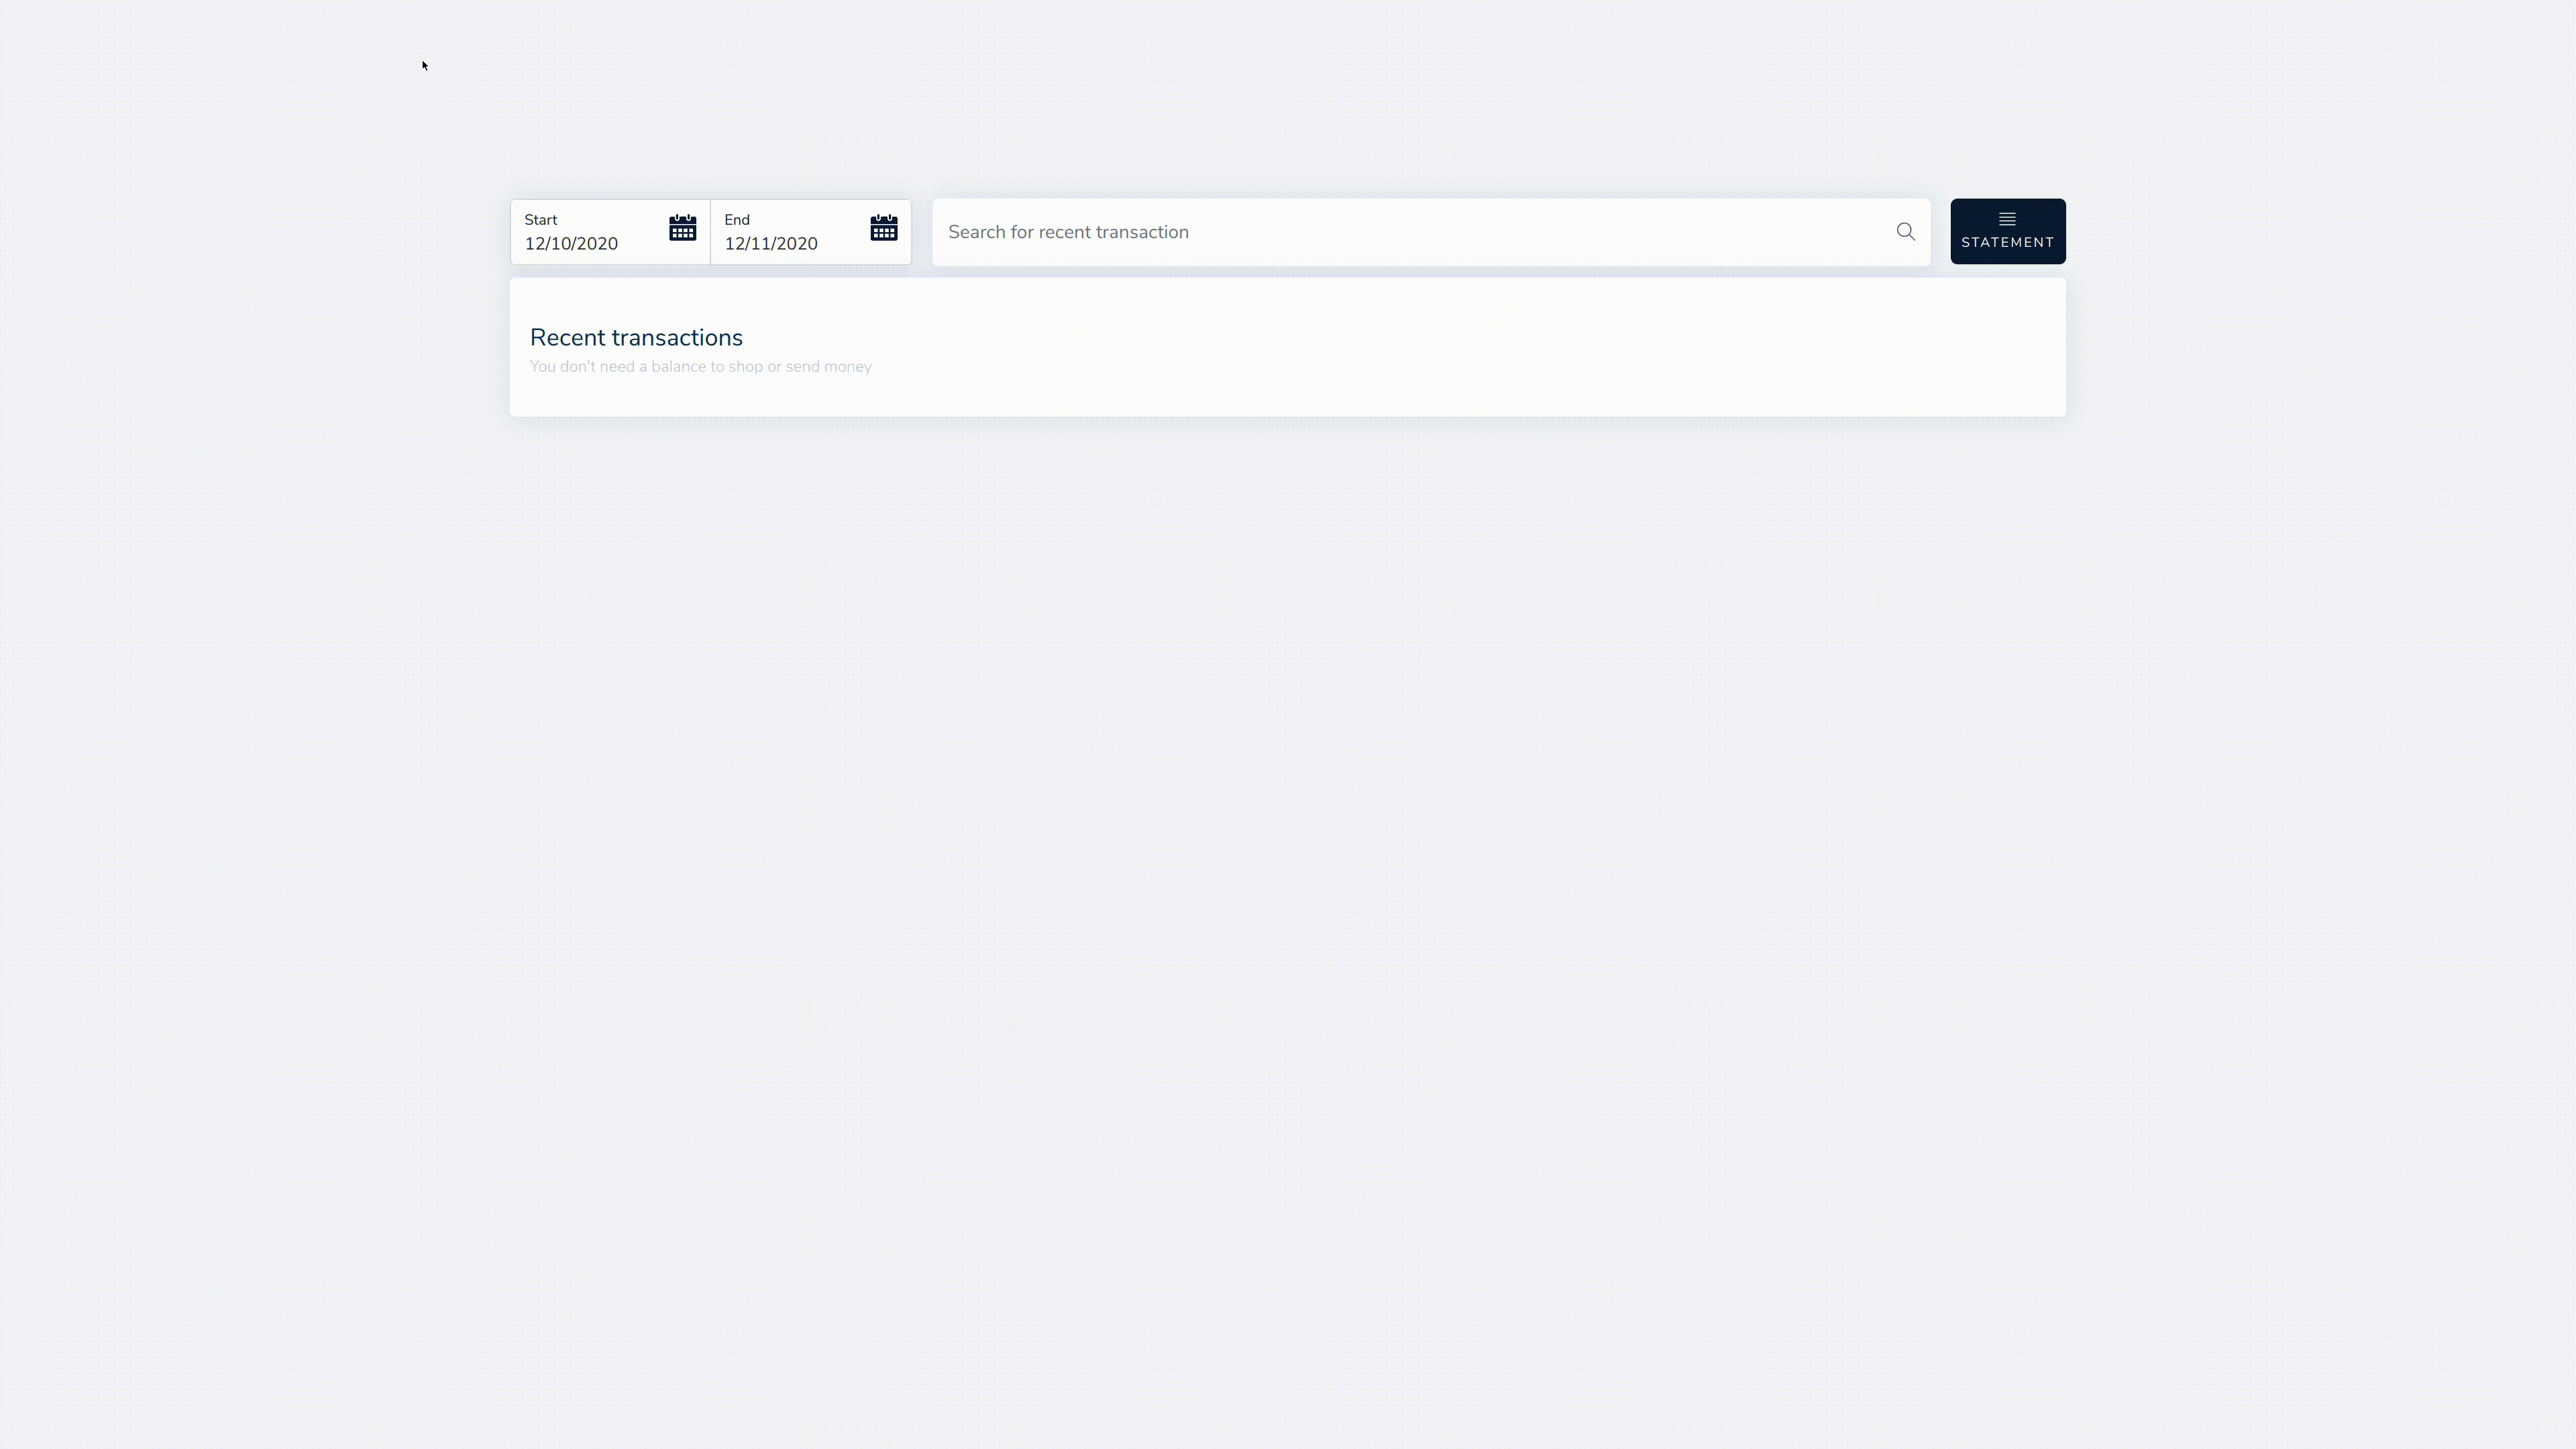 Start
12/10/2020
End
12/11/2020
Search for recent transaction
STATEMENT
Recent transactions
You don't need a balance to shop or send money